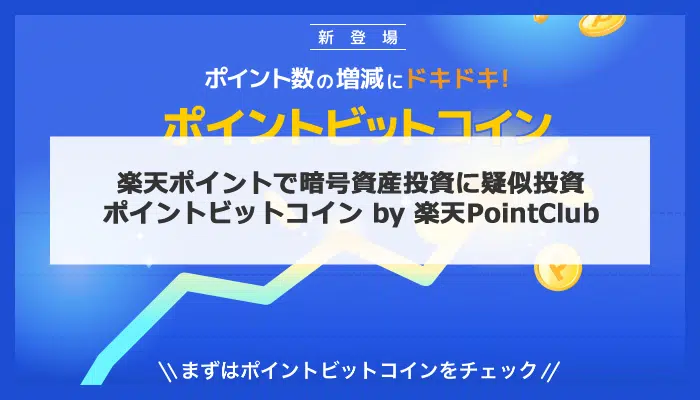 新登場
ポイント数の増減にドキドキ!
ポイントビットコイン
楽天ポイントで暗号資産投資に疑似投資
ポイントビットコイン by 楽天PointClub
\\ まずはポイントビットコインをチェック //